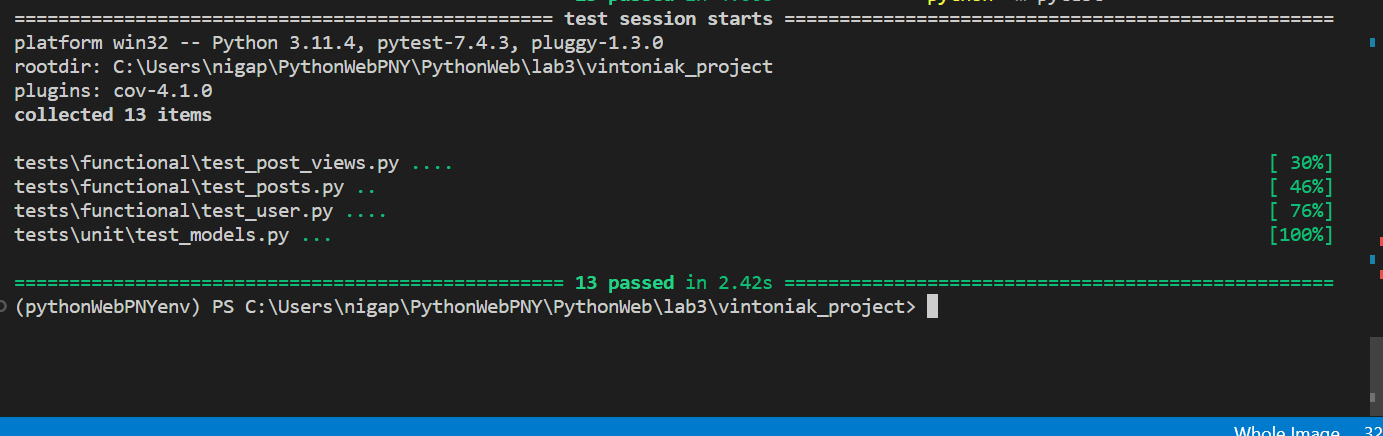 ============================================== test session starts ===============================================
platform win32 -- Python 3.11.4, pytest-7.4.3, pluggy-1.3.0
rootdir: C:\Users\nigap\PythonWebPNY\PythonWeb\lab3\vintoniak_project
plugins: cov-4.1.0
collected 13 items
tests\functional\test_post_views.py .... [ 30%]
tests\functional\test_posts.py .. [ 46%]
tests\functional\test_user.py .... [ 76%]
tests\unit\test_models.py ... [100%]
=============================================== 13 passed in 2.42s ===============================================
(pythonWebPNYenv) PS C:\Users\nigap\PythonWebPNY\PythonWeb\lab3\vintoniak_project>
Whole Image 32